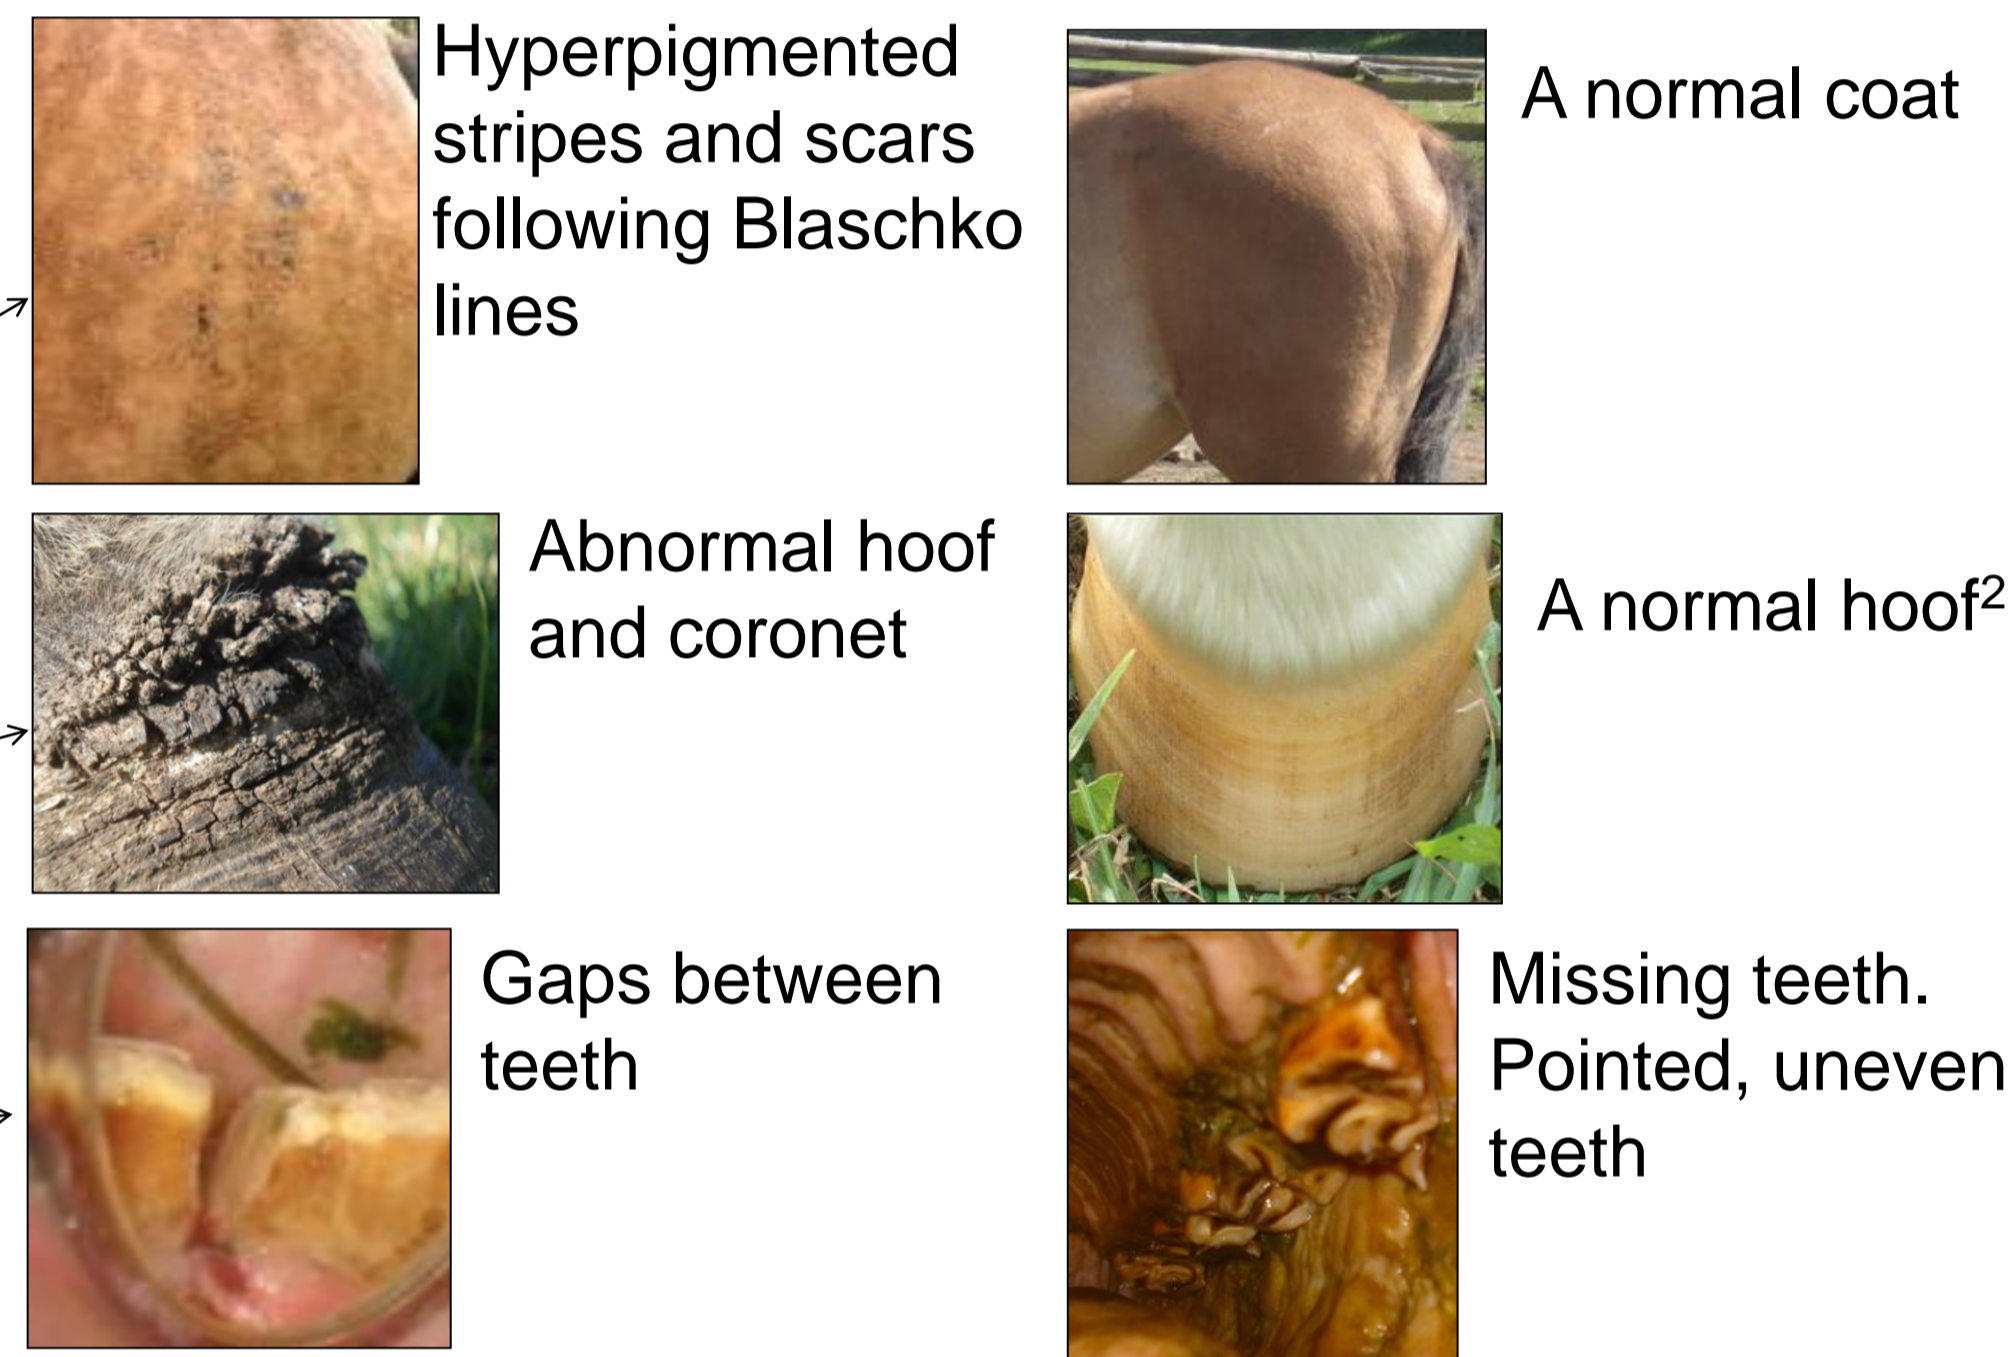 Hyperpigmented
stripes and scars
following Blaschko
lines
A normal coat
Abnormal hoof
and coronet
A normal hoof²
Gaps between
teeth
Missing teeth.
Pointed, uneven
teeth